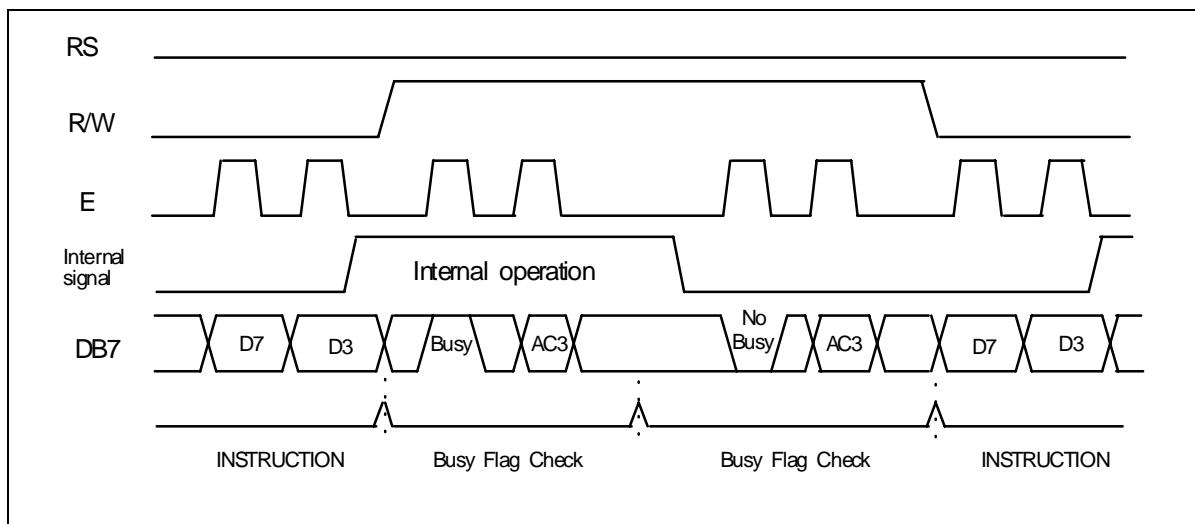 RS
R/W
E
Internal
signal
Internal operation
DB7
D7 D3 Busy AC3 No
Busy AC3 D7 D3
INSTRUCTION Busy Flag Check Busy Flag Check INSTRUCTION